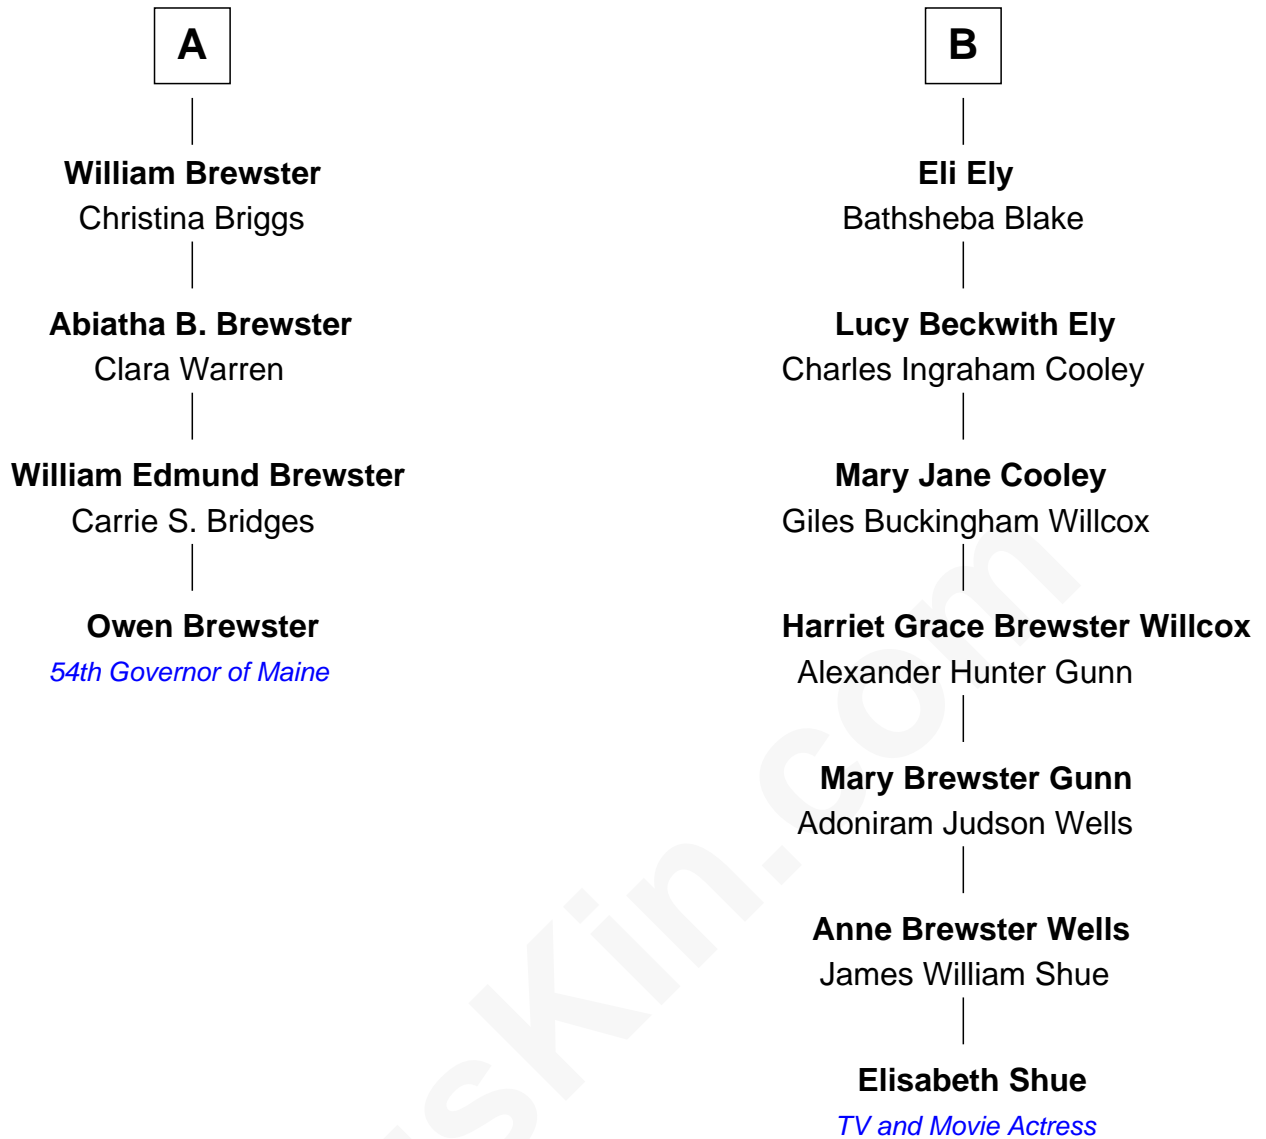 A
William Brewster
Christina Briggs
Abiatha B. Brewster
Clara Warren
William Edmund Brewster
Carrie S. Bridges
Owen Brewster
54th Governor of Maine
B
Eli Ely
Bathsheba Blake
Lucy Beckwith Ely
Charles Ingraham Cooley
Mary Jane Cooley
Giles Buckingham Willcox
Harriet Grace Brewster Willcox
Alexander Hunter Gunn
Mary Brewster Gunn
Adoniram Judson Wells
Anne Brewster Wells
James William Shue
Elisabeth Shue
TV and Movie Actress
sKin.com